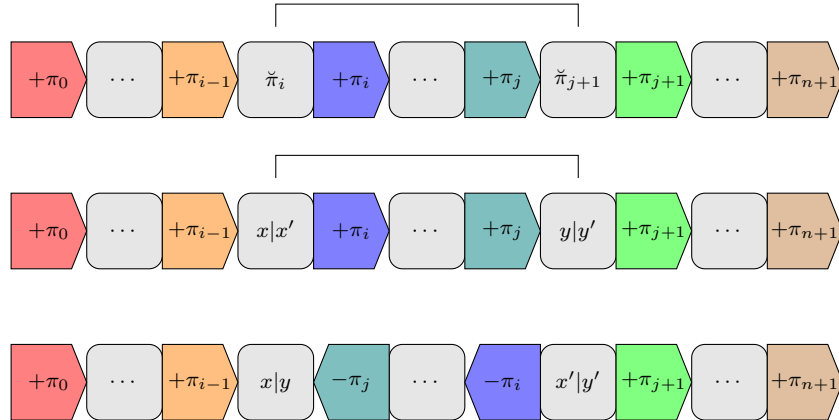 +π₀ ⋯ +πᵢ₋₁ π̆ᵢ +πᵢ ⋯ +πⱼ π̆ⱼ₊₁ +πⱼ₊₁ ⋯ +πₙ₊₁
+π₀ ⋯ +πᵢ₋₁ x|x′ +πᵢ ⋯ +πⱼ y|y′ +πⱼ₊₁ ⋯ +πₙ₊₁
+π₀ ⋯ +πᵢ₋₁ x|y −πⱼ ⋯ −πᵢ x′|y′ +πⱼ₊₁ ⋯ +πₙ₊₁